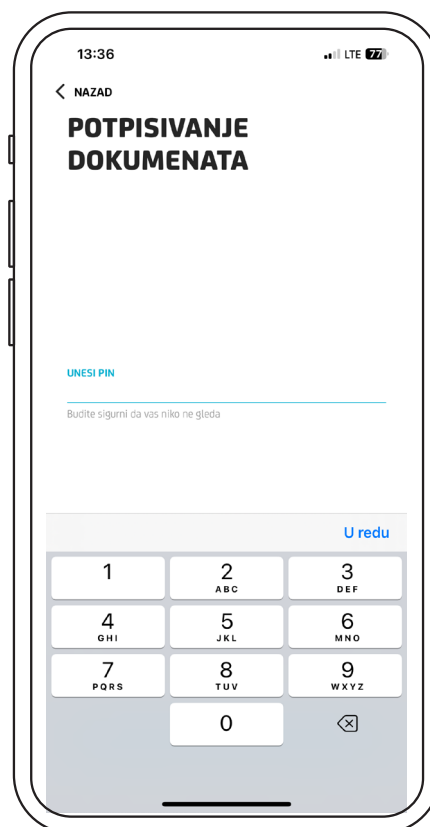 13:36 LTE 77
NAZAD
POTPISIVANJE
DOKUMENATA
UNESI PIN
Budite sigurni da vas niko ne gleda
U redu
1 2 3
ABC DEF
4 5 6
GHI JKL MNO
7 8 9
PQRS TUV WXYZ
0